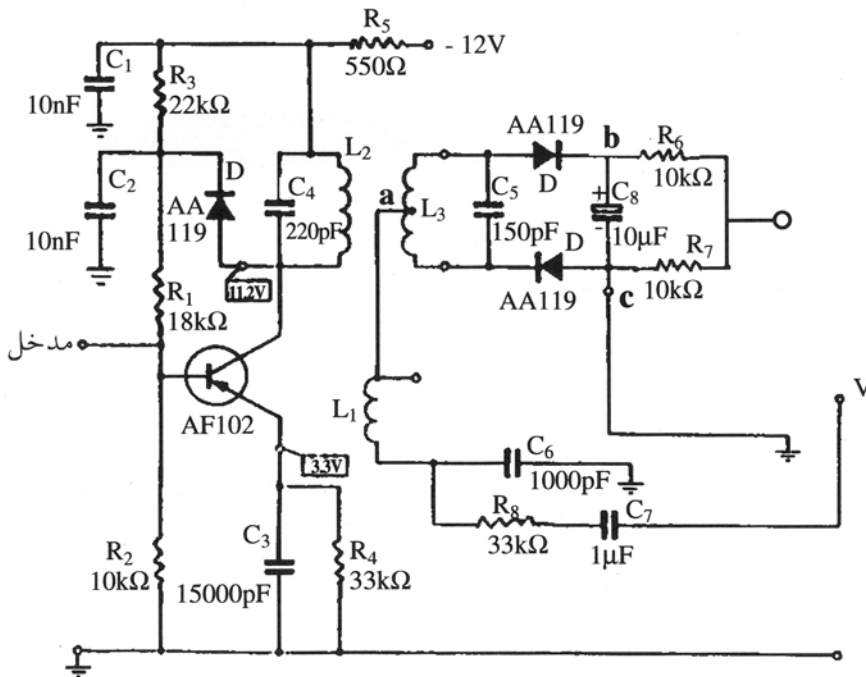 R5
- 12V
550Ω
C1
10nF
R3
22kΩ
C2
10nF
D
AA
119
C4
220pF
L2
11.2V
R1
18kΩ
مدخل
AF102
3.3V
R2
10kΩ
C3
15000pF
R4
33kΩ
a
L3
C5
150pF
AA119
D
b
R6
10kΩ
+
C8
-
10μF
D
AA119
R7
10kΩ
c
L1
C6
1000pF
R8
33kΩ
C7
1μF
V